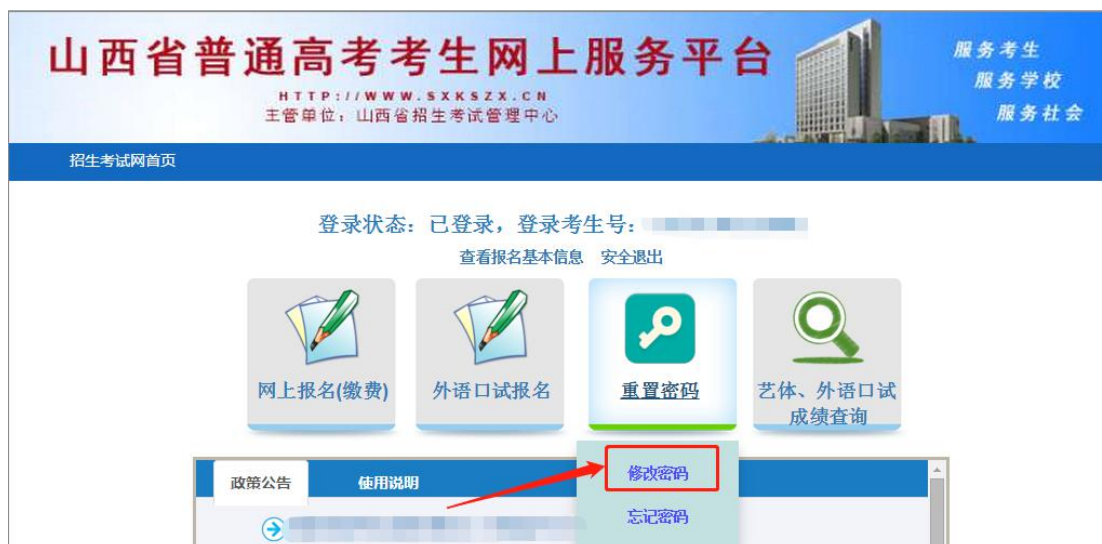 山西省普通高考考生网上服务平台
HTTP://WWW.SXKSZX.CN
主管单位：山西省招生考试管理中心
服务考生
服务学校
服务社会
招生考试网首页
登录状态：已登录，登录考生号：
查看报名基本信息 安全退出
网上报名(缴费)
外语口试报名
重置密码
艺体、外语口试
成绩查询
政策公告
使用说明
修改密码
忘记密码